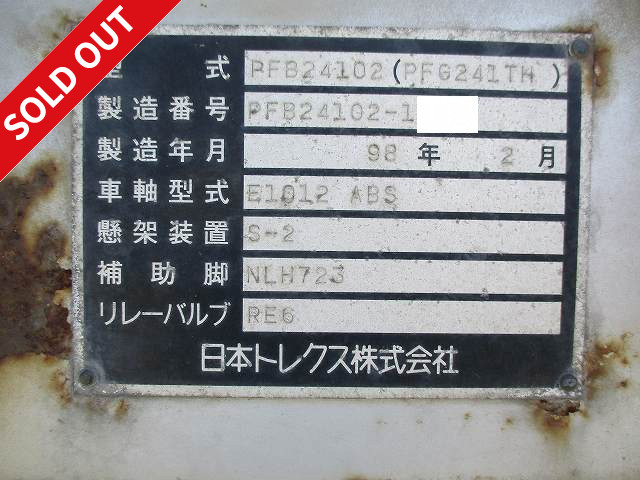 SOLD OUT
型式 PFB24102 (PFG241TH)
製造番号 PFB24102-1
製造年月 98年 2月
車軸型式 E1012 ABS
懸架装置 S-2
補助脚 NLH723
リレーバルブ RE6
日本トレクス株式会社